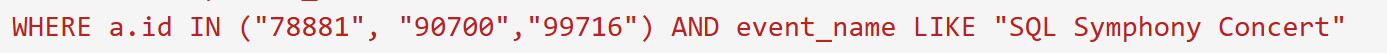 WHERE a.id IN ("78881", "90700","99716") AND event_name LIKE "SQL Symphony Concert"